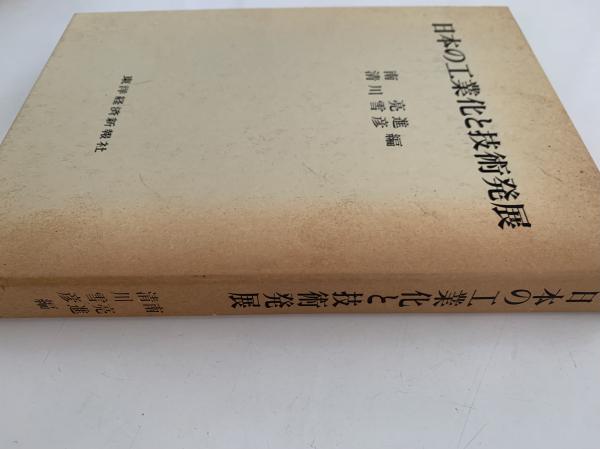 日本の工業化と技術発展
南 亮進 編
清川 雪彦
東洋経済新報社
日本の工業化と技術発展
南 亮進 編
清川 雪彦